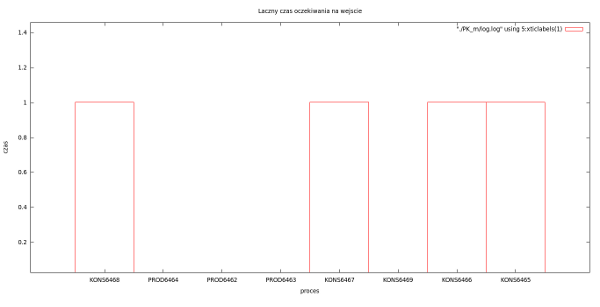 Laczny czas oczekiwania na wejscie
"./PK_m/log.log" using 5:xticlabels(1)
1.4
1.2
1
0.8
0.6
0.4
0.2
czas
KONS6468 PROD6464 PROD6462 PROD6463 KONS6467 KONS6469 KONS6466 KONS6465
proces